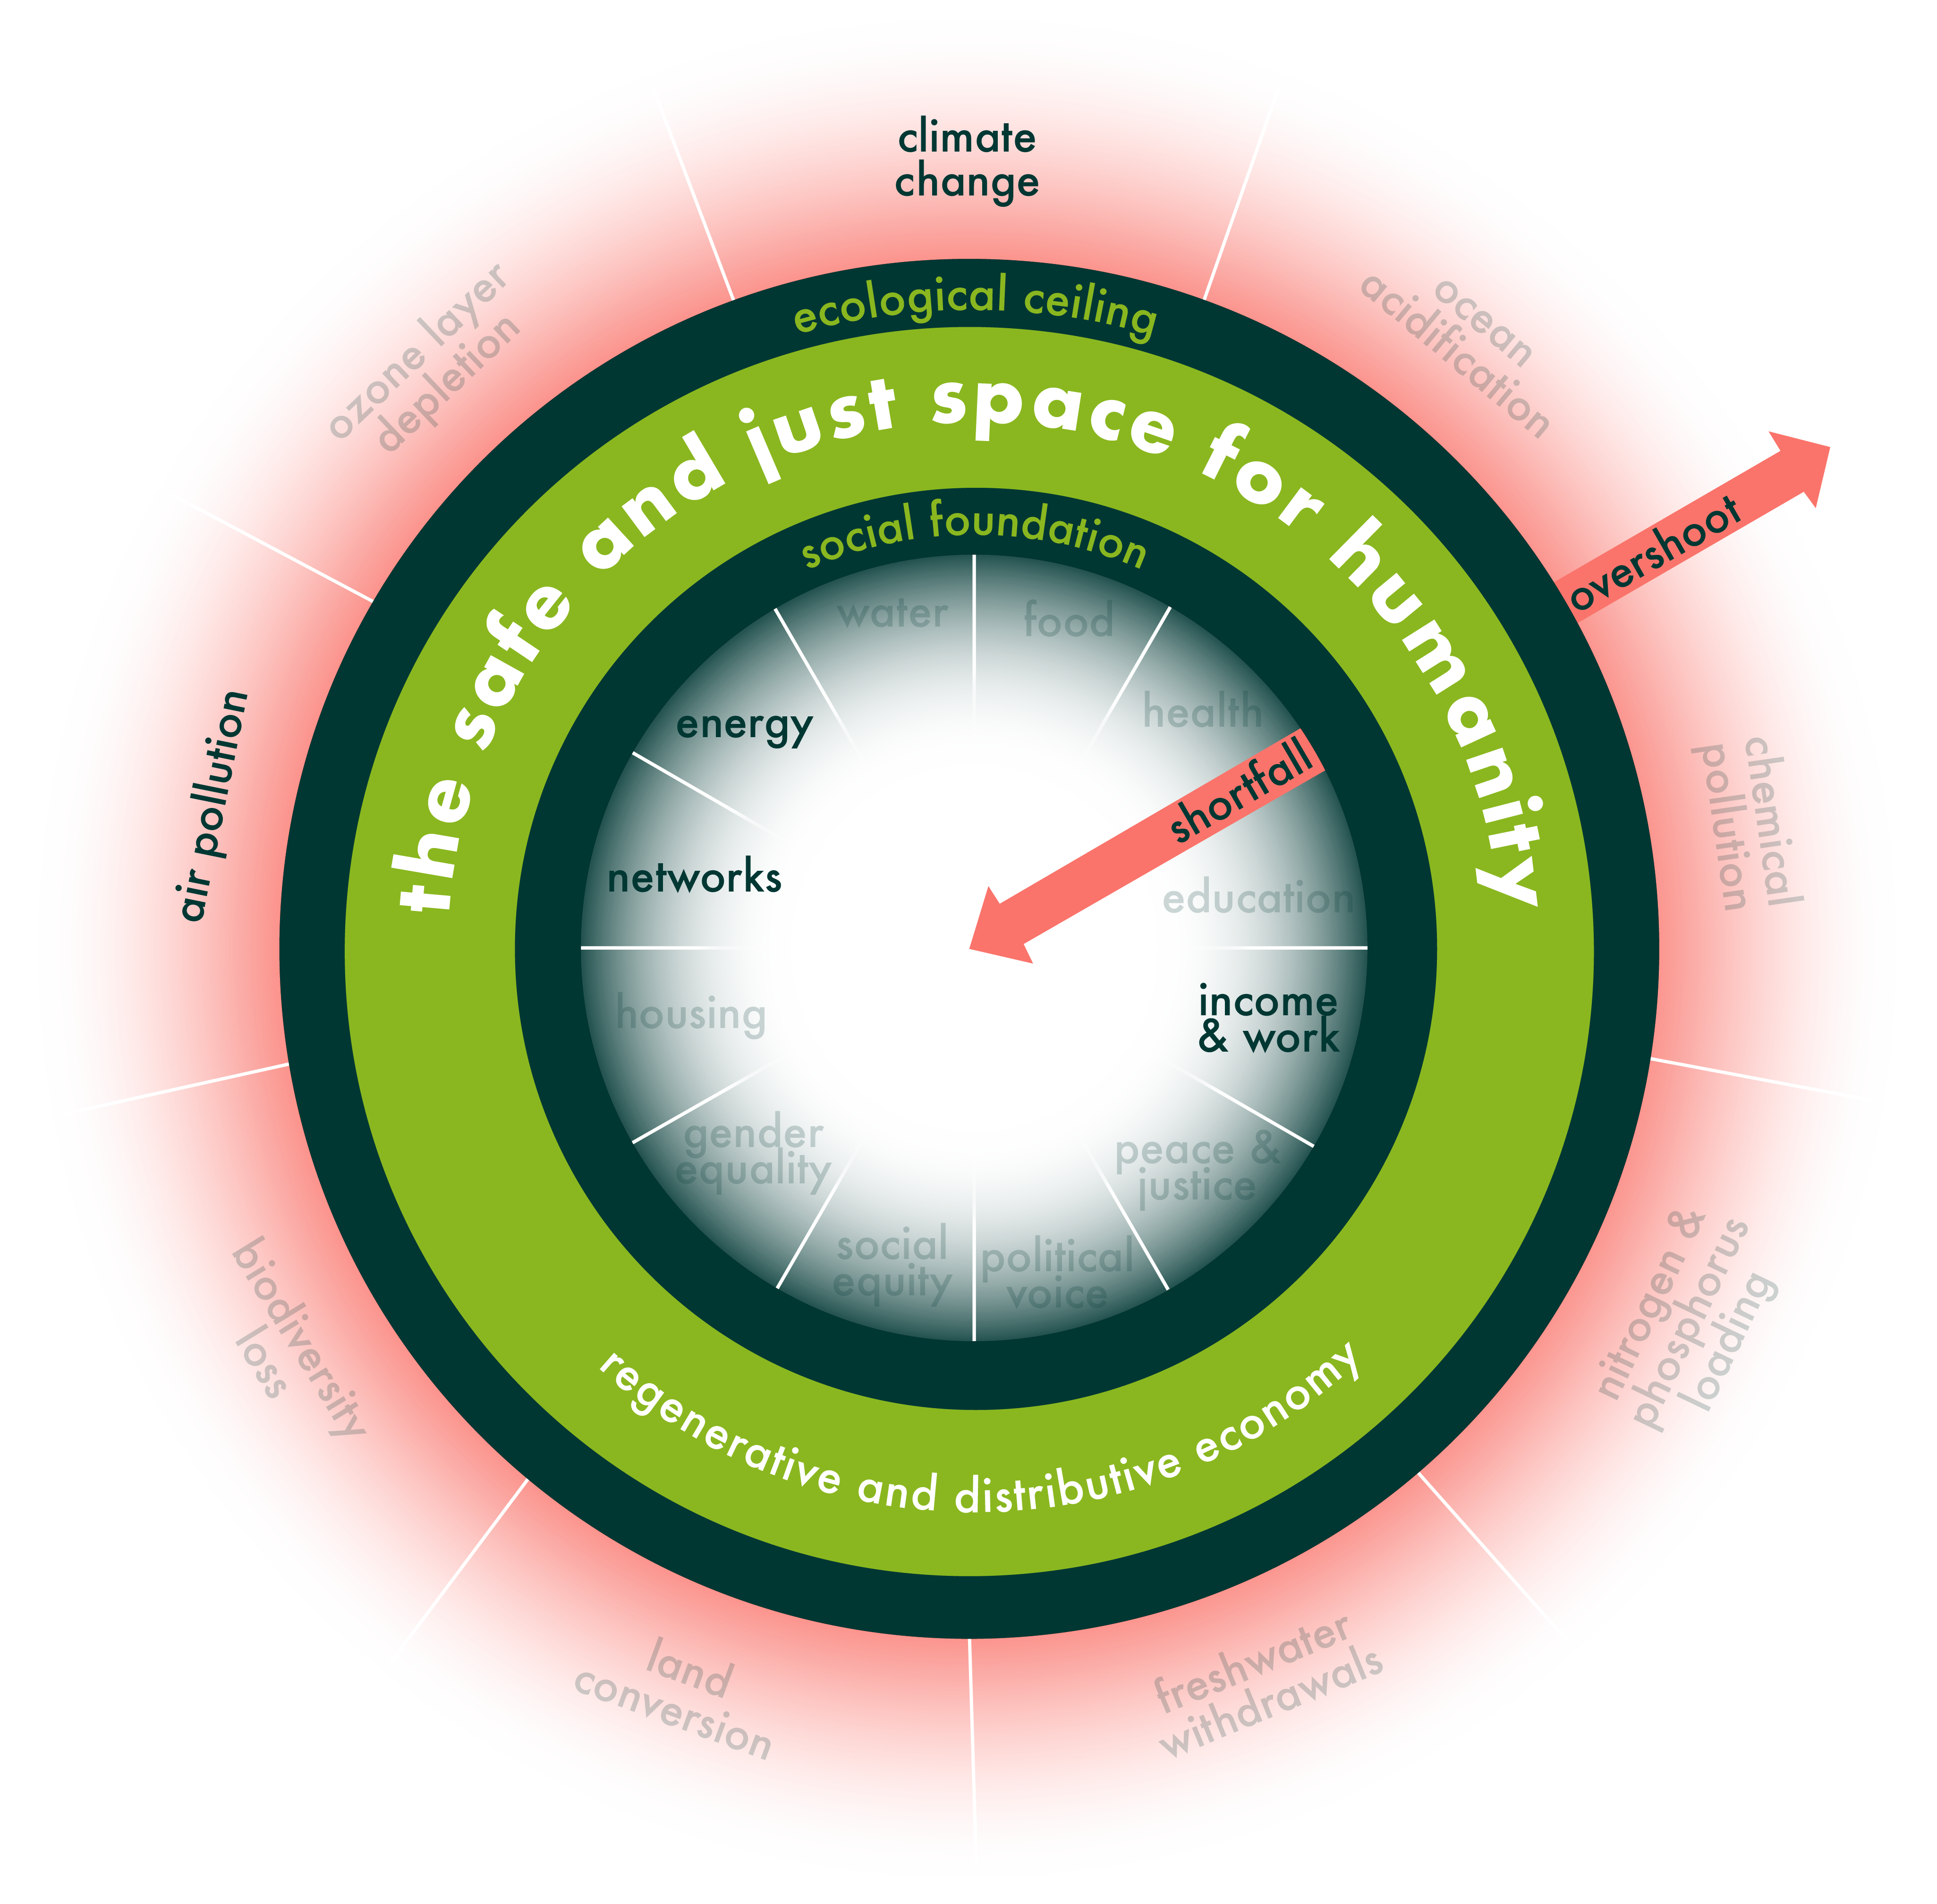 climate
change
ocean
acidification
chemical
pollution
nitrogen &
phosphorus
loading
freshwater
withdrawals
land
conversion
biodiversity
loss
air pollution
ozone layer
depletion
overshoot
ecological ceiling
the safe and just space for humanity
social foundation
water
food
health
shortfall
education
income
& work
peace &
justice
political
voice
social
equity
gender
equality
housing
networks
energy
regenerative and distributive economy